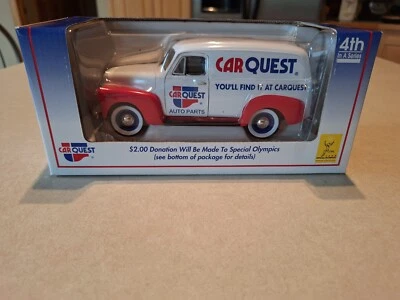 4th
In A Series
CARQUEST®
YOU'LL FIND IT AT CARQUEST
CARQUEST
AUTO PARTS
CARQUEST®
$2.00 Donation Will Be Made To Special Olympics
(see bottom of package for details)